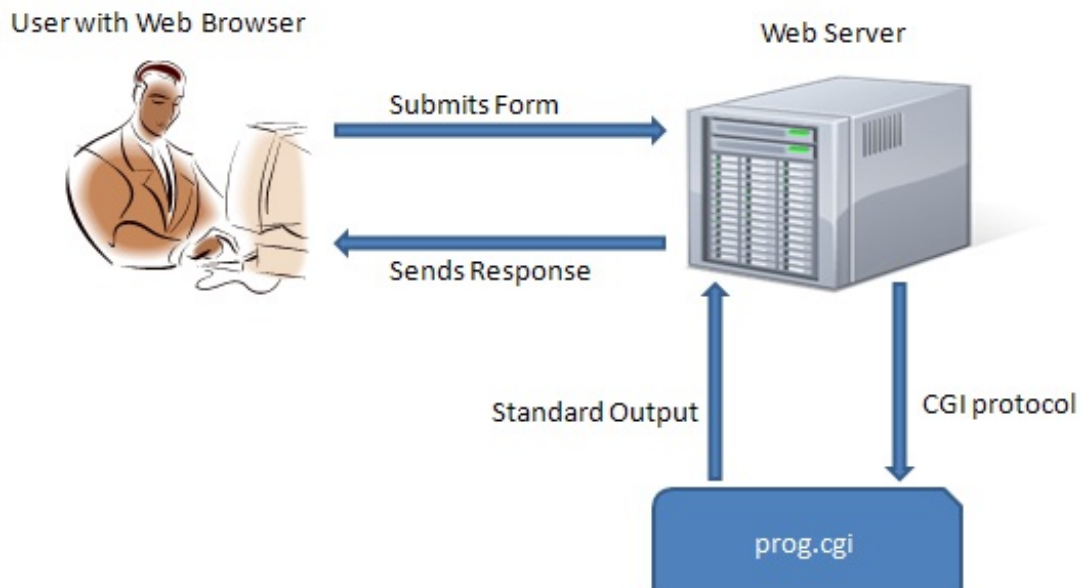 User with Web Browser
Web Server
Submits Form
Sends Response
Standard Output
CGI protocol
prog.cgi